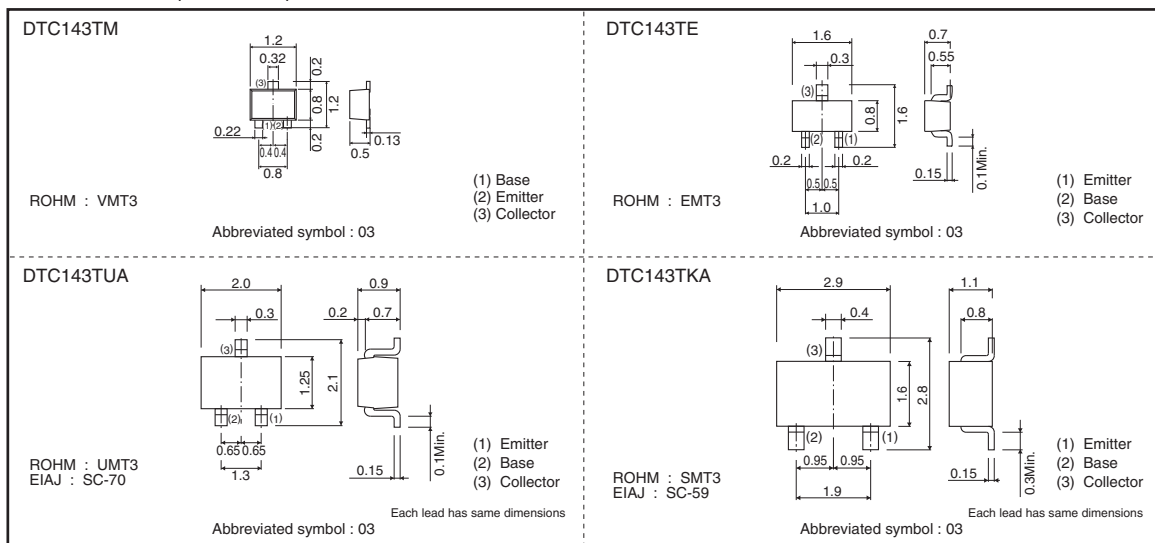 DTC143TM
1.2
0.32
0.2
(3)
0.8
1.2
0.22
(1)
(2)
0.2
0.4
0.4
0.8
0.5
0.13
(1) Base
(2) Emitter
(3) Collector
ROHM : VMT3
Abbreviated symbol : 03
DTC143TE
1.6
0.3
0.7
0.55
(3)
0.8
1.6
(2)
(1)
0.2
0.2
0.5
0.5
1.0
0.15
0.1Min.
(1) Emitter
(2) Base
(3) Collector
ROHM : EMT3
Abbreviated symbol : 03
DTC143TUA
2.0
0.3
0.9
0.2
0.7
(3)
1.25
2.1
(2)
(1)
0.65
0.65
1.3
0.15
0.1Min.
(1) Emitter
(2) Base
(3) Collector
ROHM : UMT3
EIAJ : SC-70
Each lead has same dimensions
Abbreviated symbol : 03
DTC143TKA
2.9
0.4
1.1
0.8
(3)
1.6
2.8
(2)
(1)
0.95
0.95
1.9
0.15
0.3Min.
(1) Emitter
(2) Base
(3) Collector
ROHM : SMT3
EIAJ : SC-59
Each lead has same dimensions
Abbreviated symbol : 03